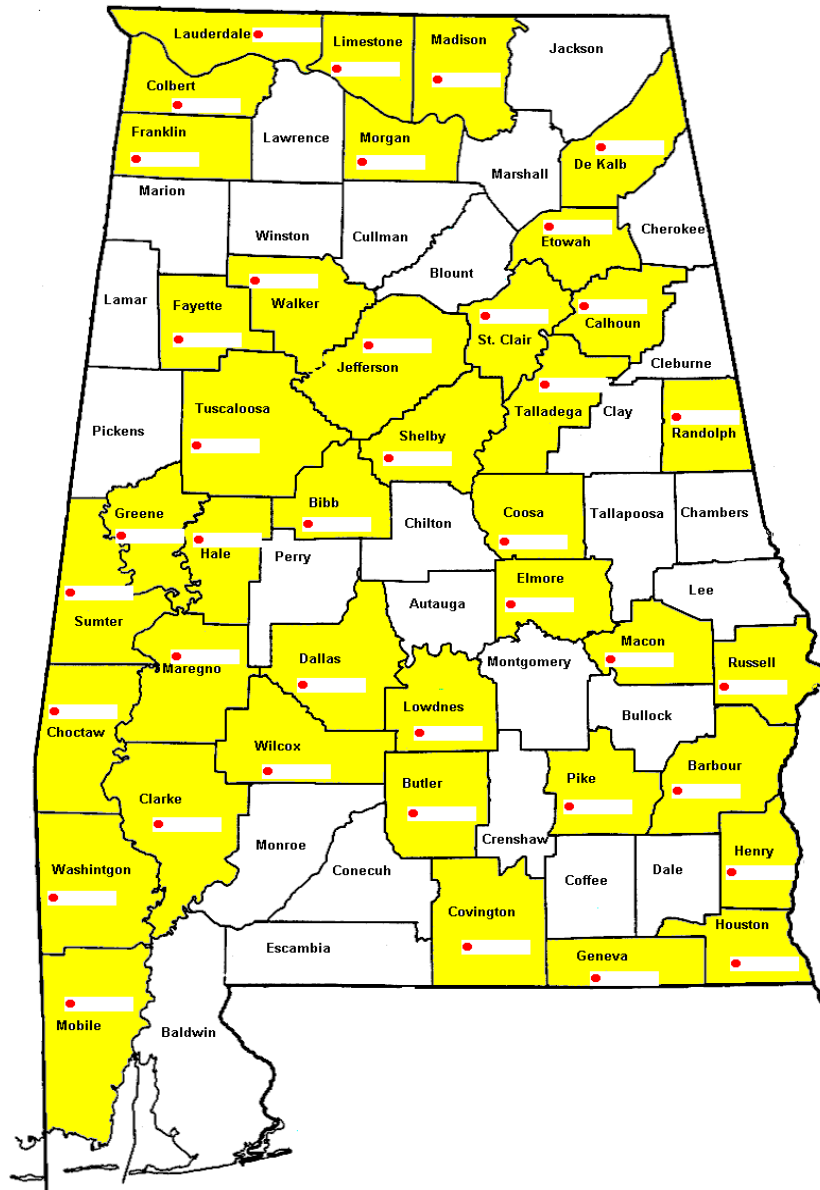 Lauderdale
Limestone
Madison
Jackson
Colbert
Franklin
Lawrence
Morgan
Marshall
De Kalb
Marion
Winston
Cullman
Blount
Etowah
Cherokee
Lamar
Fayette
Walker
Jefferson
St. Clair
Calhoun
Cleburne
Pickens
Tuscaloosa
Shelby
Talladega
Clay
Randolph
Greene
Hale
Bibb
Perry
Chilton
Coosa
Tallapoosa
Chambers
Sumter
Autauga
Elmore
Lee
Maregno
Dallas
Montgomery
Macon
Russell
Choctaw
Lowdnes
Bullock
Wilcox
Clarke
Butler
Pike
Barbour
Monroe
Crenshaw
Washintgon
Conecuh
Coffee
Dale
Henry
Covington
Houston
Escambia
Geneva
Mobile
Baldwin